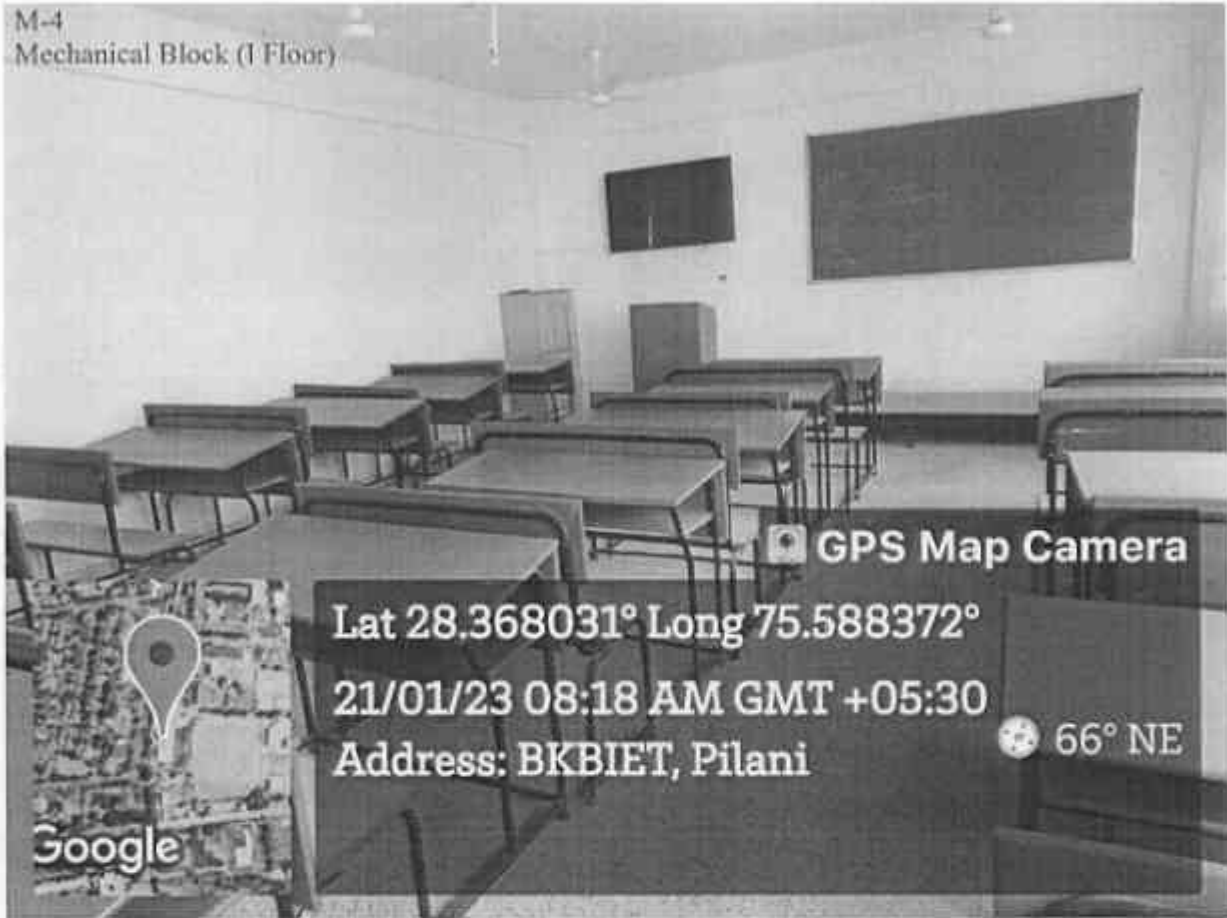 M-4
Mechanical Block (I Floor)
GPS Map Camera
Lat 28.368031° Long 75.588372°
21/01/23 08:18 AM GMT +05:30
Address: BKBIET, Pilani
66° NE
Google